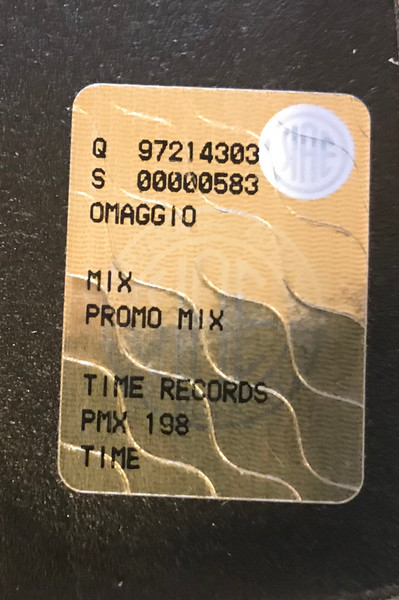 Q 97214303
S 00000583
OMAGGIO
MIX
PROMO MIX
TIME RECORDS
PMX 198
TIME